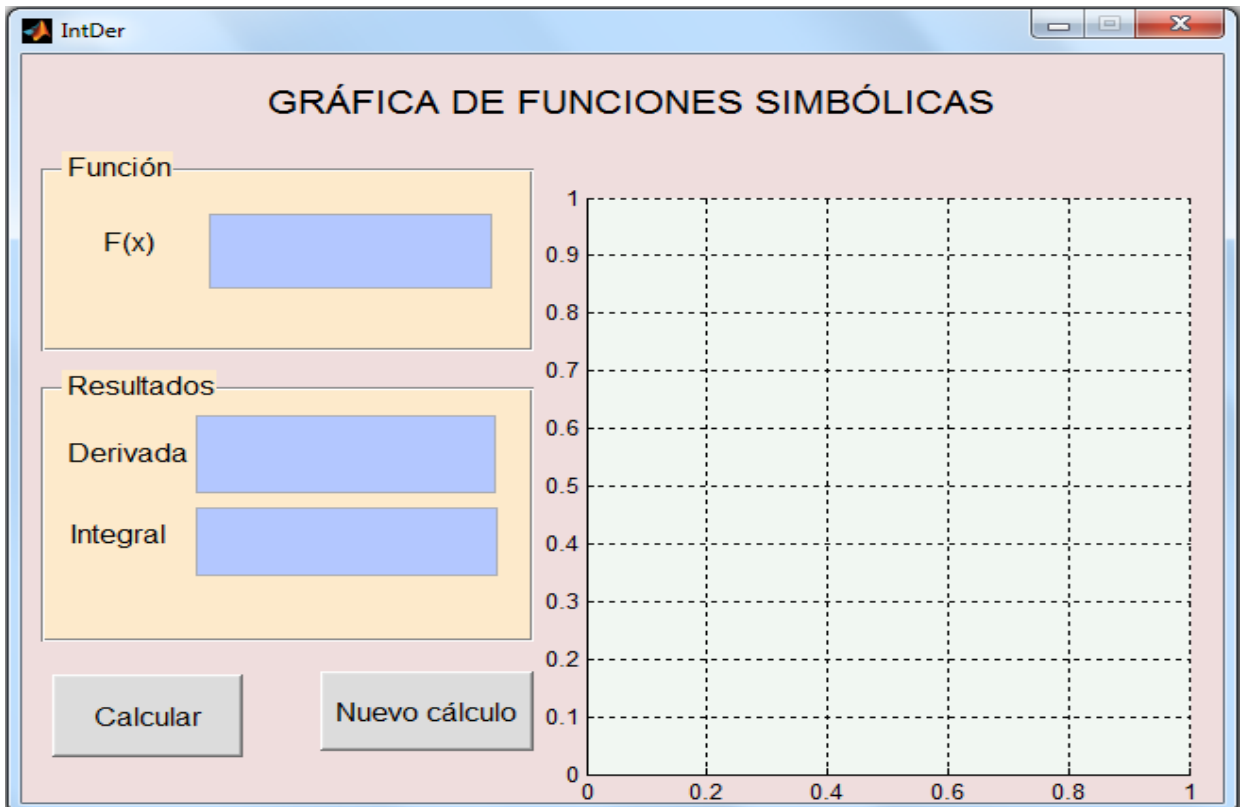 IntDer
GRÁFICA DE FUNCIONES SIMBÓLICAS
Función
F(x)
Resultados
Derivada
Integral
Calcular
Nuevo cálculo
1
0.9
0.8
0.7
0.6
0.5
0.4
0.3
0.2
0.1
0
0 0.2 0.4 0.6 0.8 1